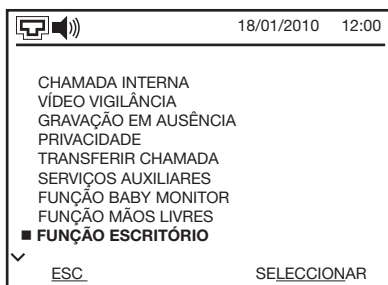 18/01/2010 12:00
CHAMADA INTERNA
VÍDEO VIGILÂNCIA
GRAVAÇÃO EM AUSÊNCIA
PRIVACIDADE
TRANSFERIR CHAMADA
SERVIÇOS AUXILIARES
FUNÇÃO BABY MONITOR
FUNÇÃO MÃOS LIVRES
FUNÇÃO ESCRITÓRIO
ESC SELECCIONAR